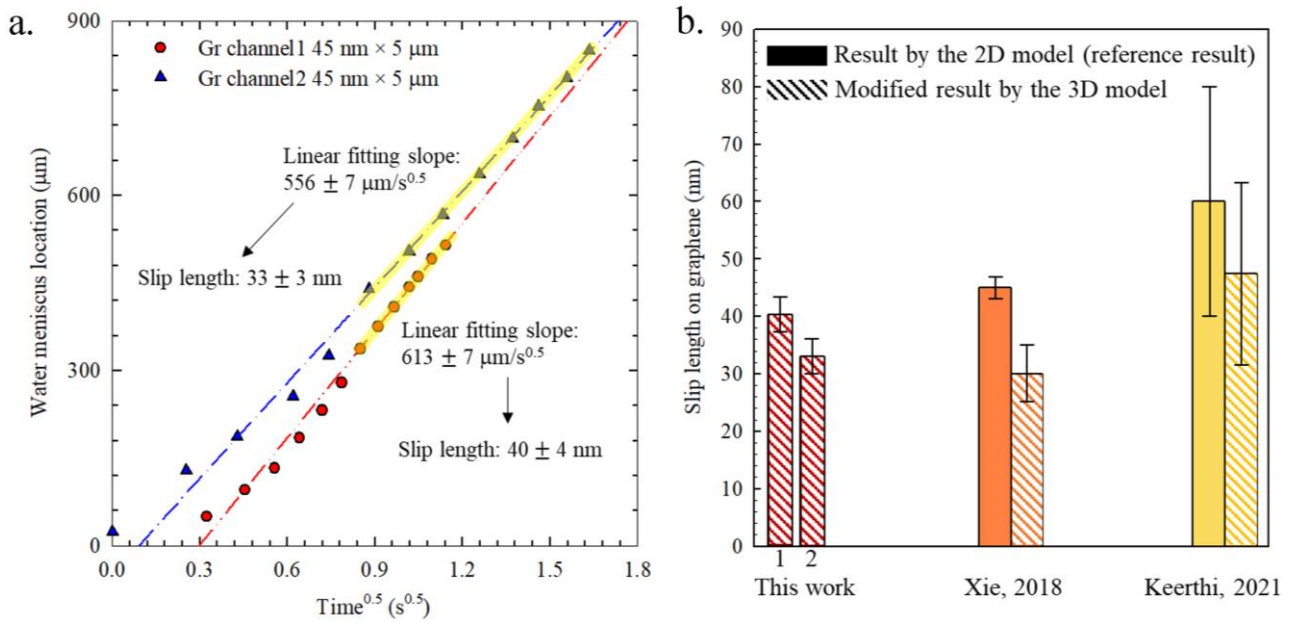 a.
Gr channel1 45 nm × 5 μm
Gr channel2 45 nm × 5 μm
Linear fitting slope:
556 ± 7 μm/s^0.5
Slip length: 33 ± 3 nm
Linear fitting slope:
613 ± 7 μm/s^0.5
Slip length: 40 ± 4 nm
Water meniscus location (μm)
900
600
300
0
0.0 0.3 0.6 0.9 1.2 1.5 1.8
Time^0.5 (s^0.5)
b.
Result by the 2D model (reference result)
Modified result by the 3D model
Slip length on graphene (nm)
90
80
70
60
50
40
30
20
10
0
1 2
This work Xie, 2018 Keerthi, 2021